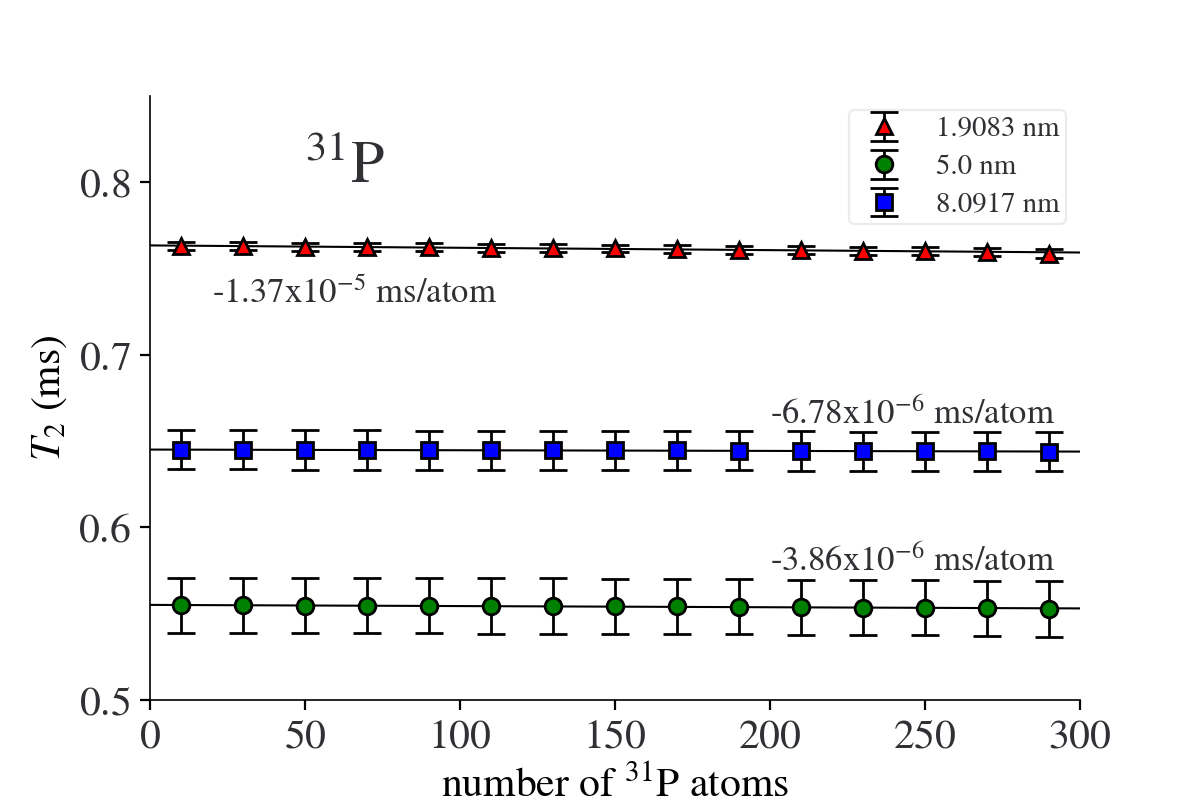 ³¹P
1.9083 nm
5.0 nm
8.0917 nm
0.8
-1.37x10⁻⁵ ms/atom
0.7
T₂ (ms)
-6.78x10⁻⁶ ms/atom
0.6
-3.86x10⁻⁶ ms/atom
0.5
0 50 100 150 200 250 300
number of ³¹P atoms